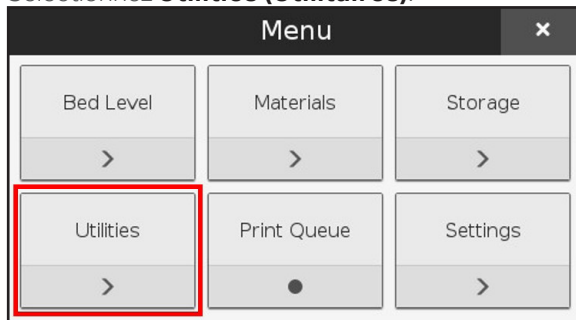 Sélectionnez Utilities (Utilitaires).
Menu ×
Bed Level Materials Storage
> > >
Utilities Print Queue Settings
> ● >